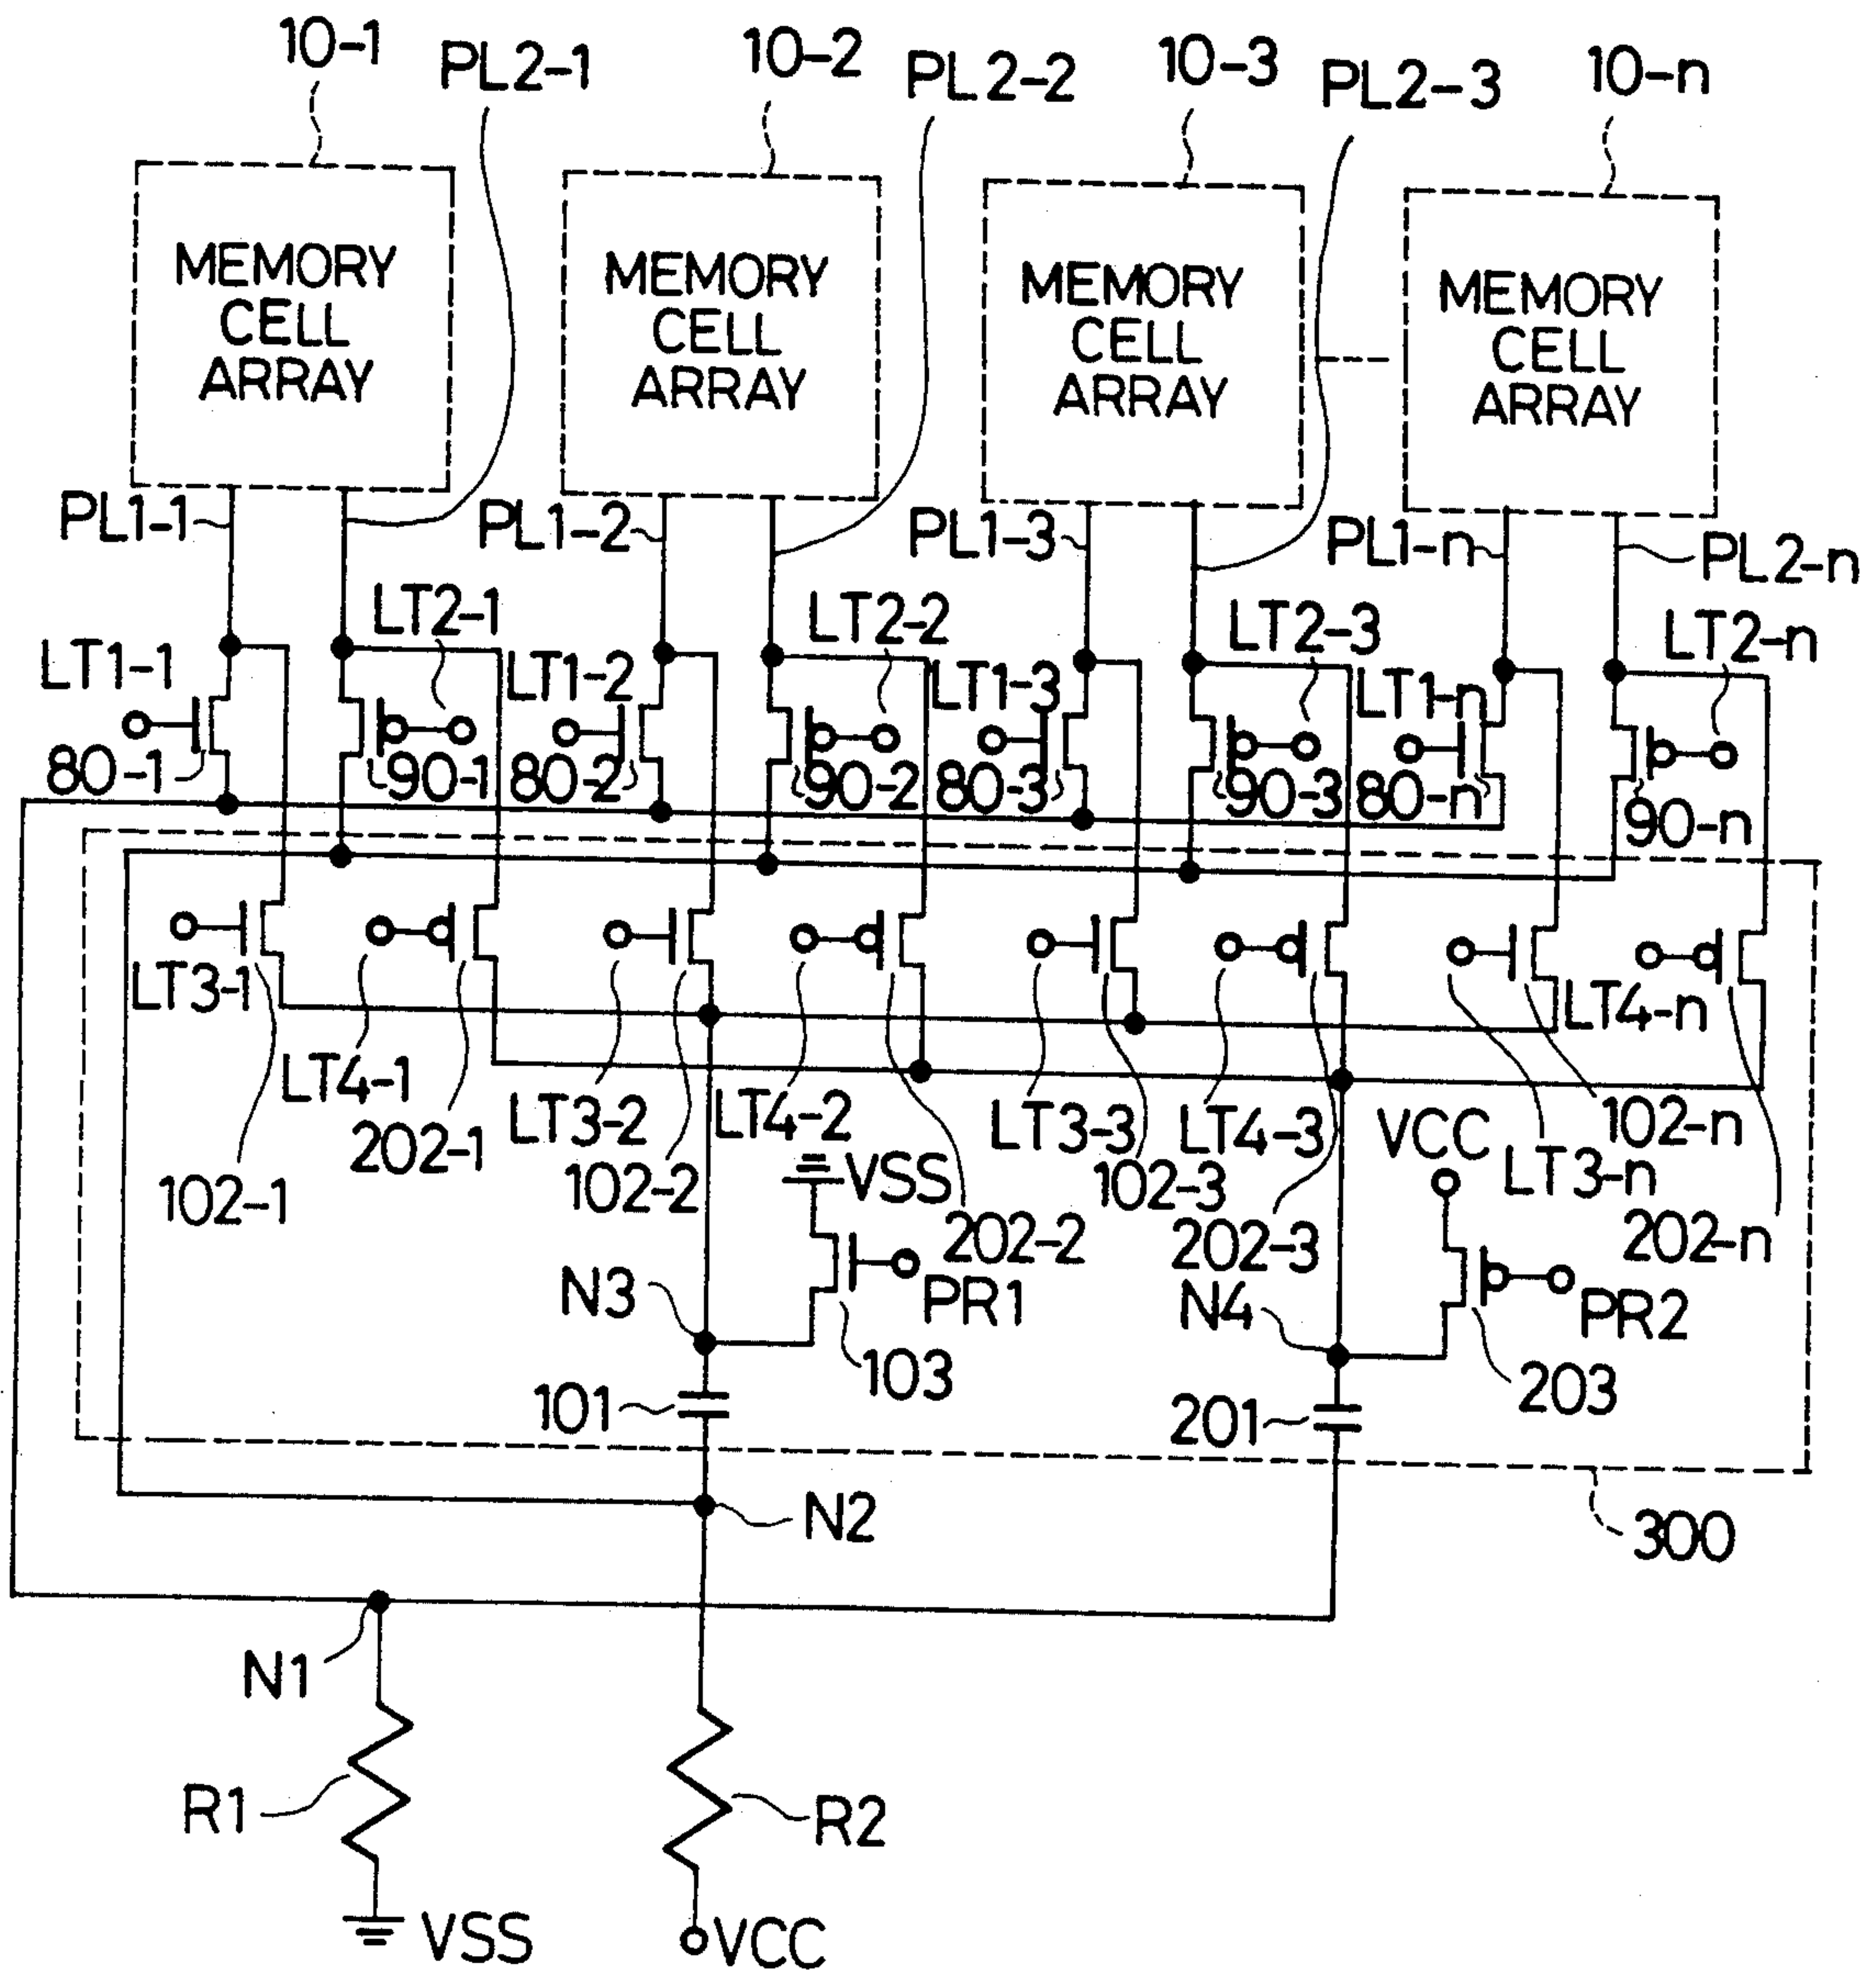 10-1
PL2-1
10-2
PL2-2
10-3
PL2-3
10-n
MEMORY
CELL
ARRAY
MEMORY
CELL
ARRAY
MEMORY
CELL
ARRAY
MEMORY
CELL
ARRAY
PL1-1
PL1-2
PL1-3
PL1-n
PL2-n
LT1-1
LT2-1
LT1-2
LT2-2
LT1-3
LT2-3
LT1-n
LT2-n
80-1
90-1
80-2
90-2
80-3
90-3
80-n
90-n
LT3-1
LT4-n
LT4-1
LT3-2
LT4-2
LT3-3
LT4-3
VCC
102-n
102-1
202-1
102-2
VSS
202-2
102-3
202-3
LT3-n
202-n
N3
PR1
N4
PR2
103
203
101
201
N2
300
N1
R1
R2
VSS
VCC